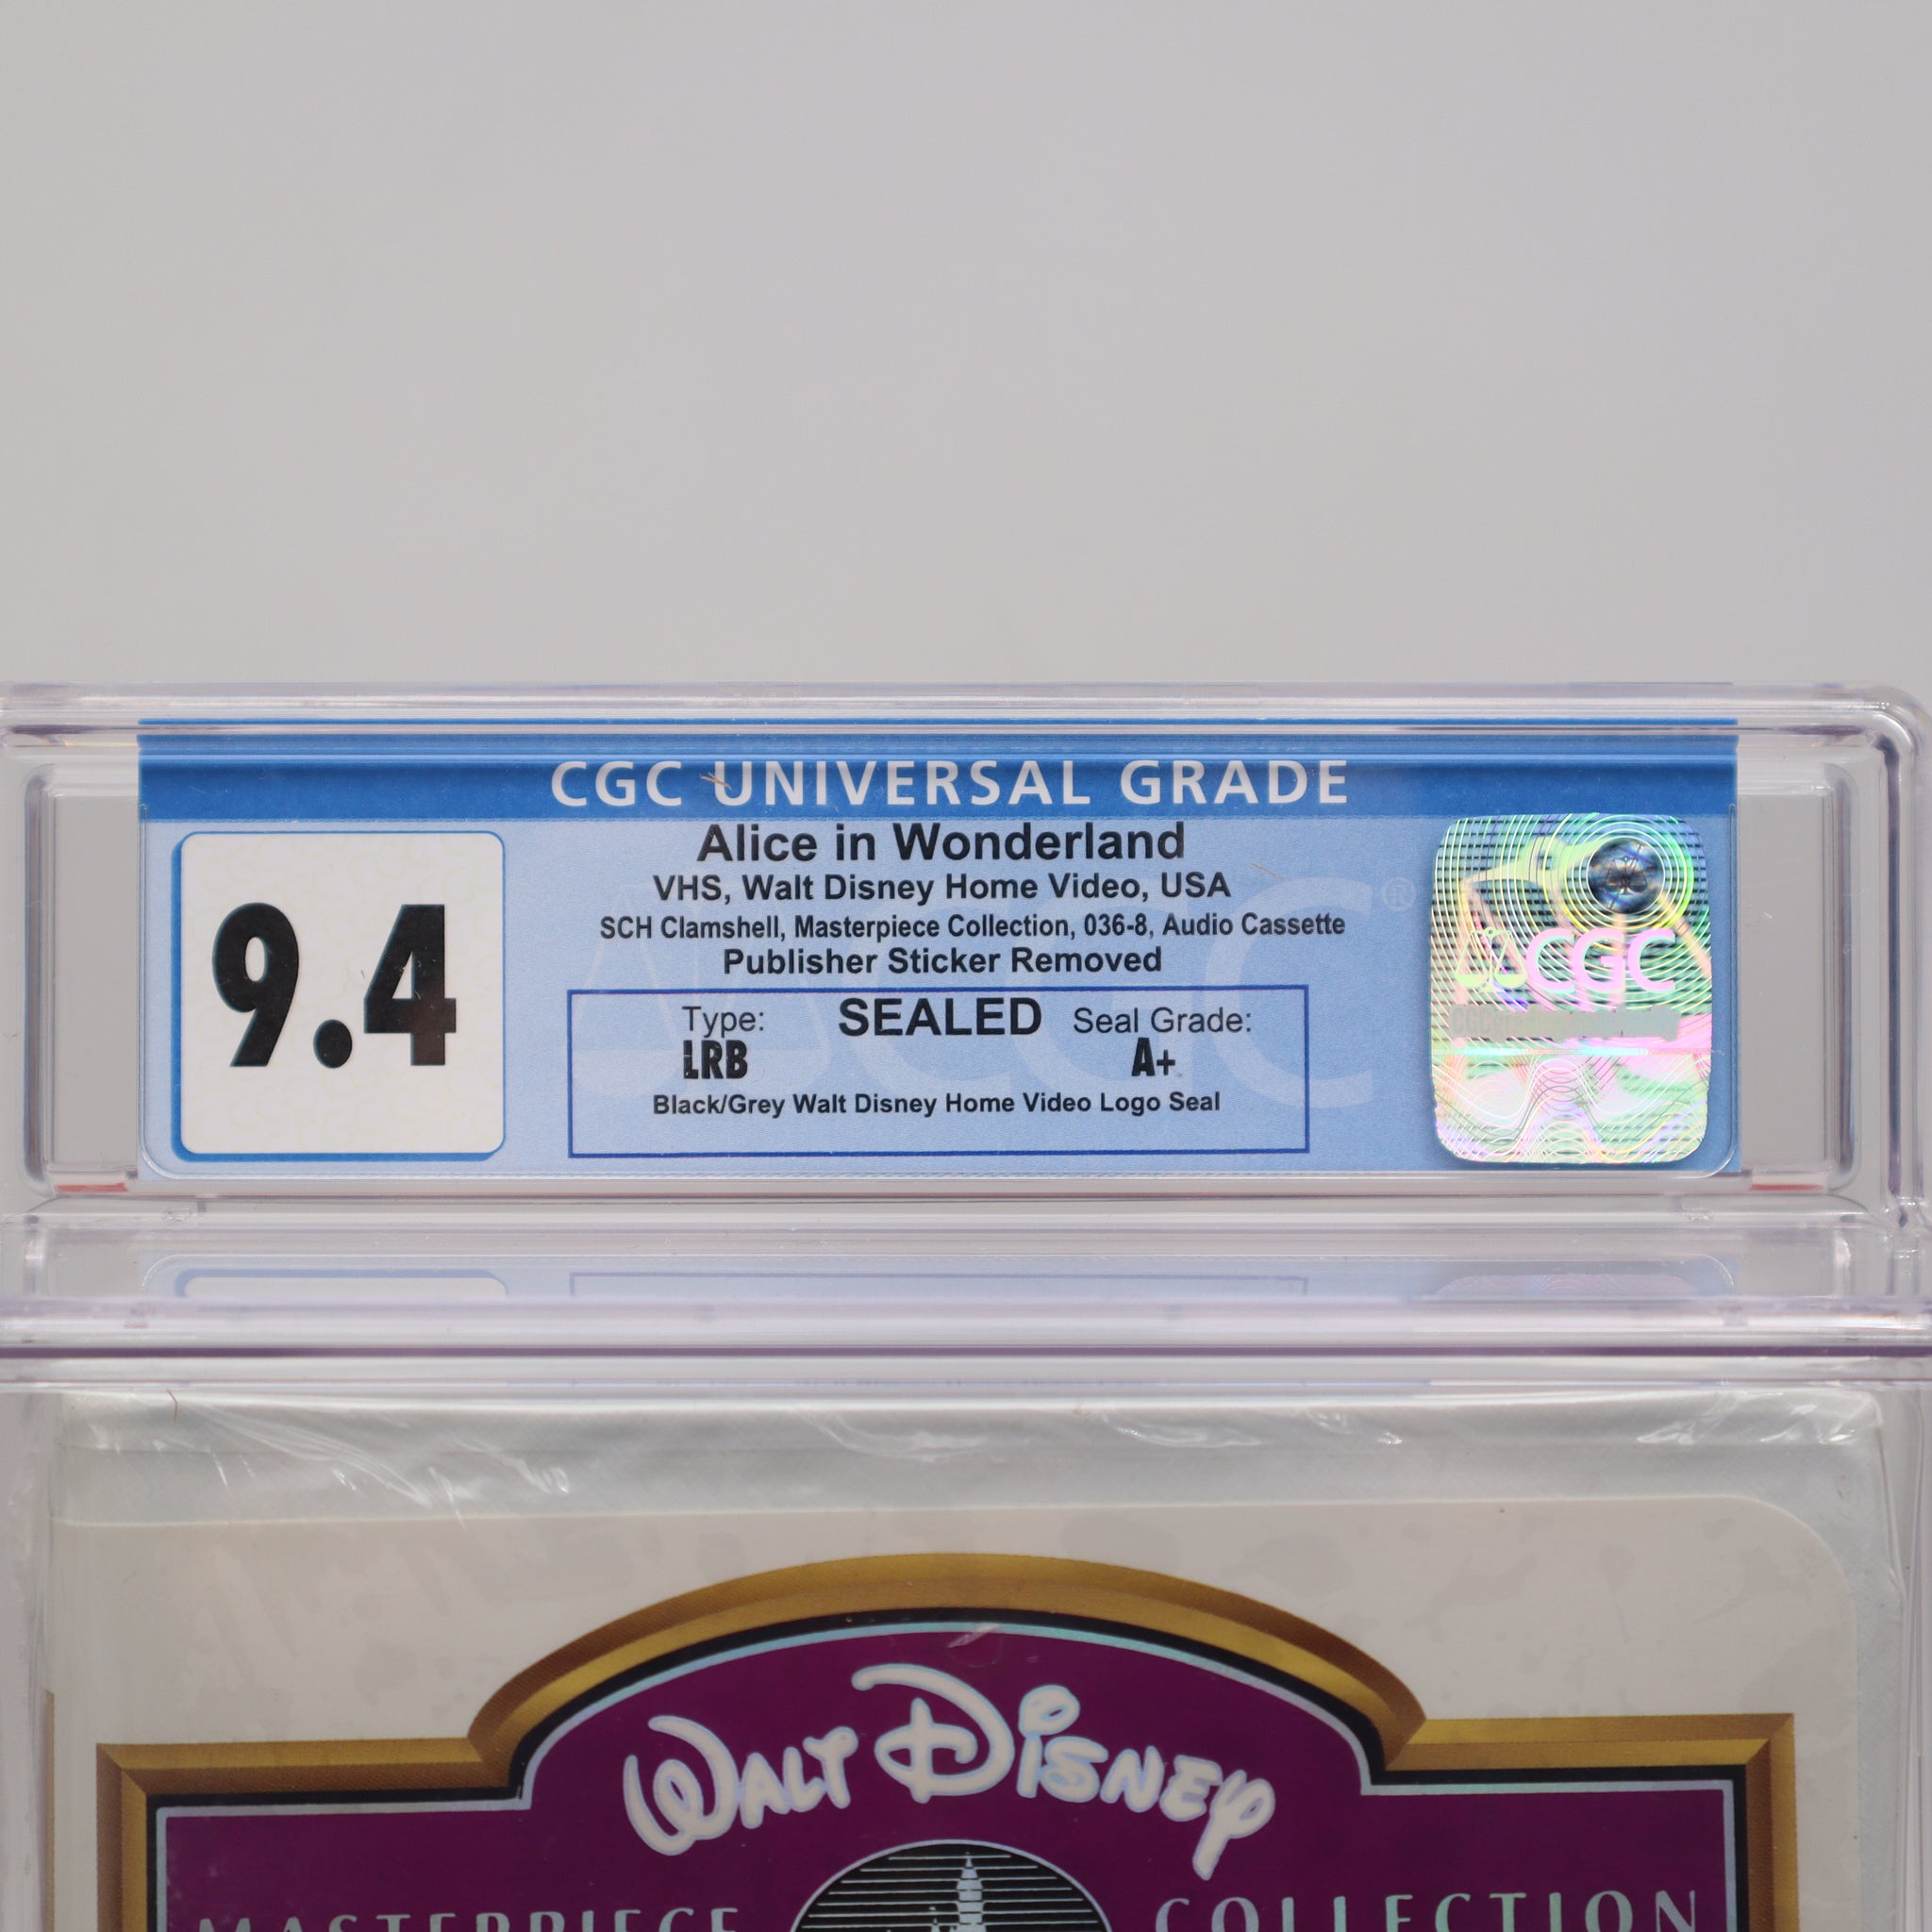 CGC UNIVERSAL GRADE
9.4
Alice in Wonderland
VHS, Walt Disney Home Video, USA
SCH Clamshell, Masterpiece Collection, 036-8, Audio Cassette
Publisher Sticker Removed
Type: SEALED Seal Grade:
LRB A+
Black/Grey Walt Disney Home Video Logo Seal
CGC
WALT DISNEY
MASTERPIECE COLLECTION